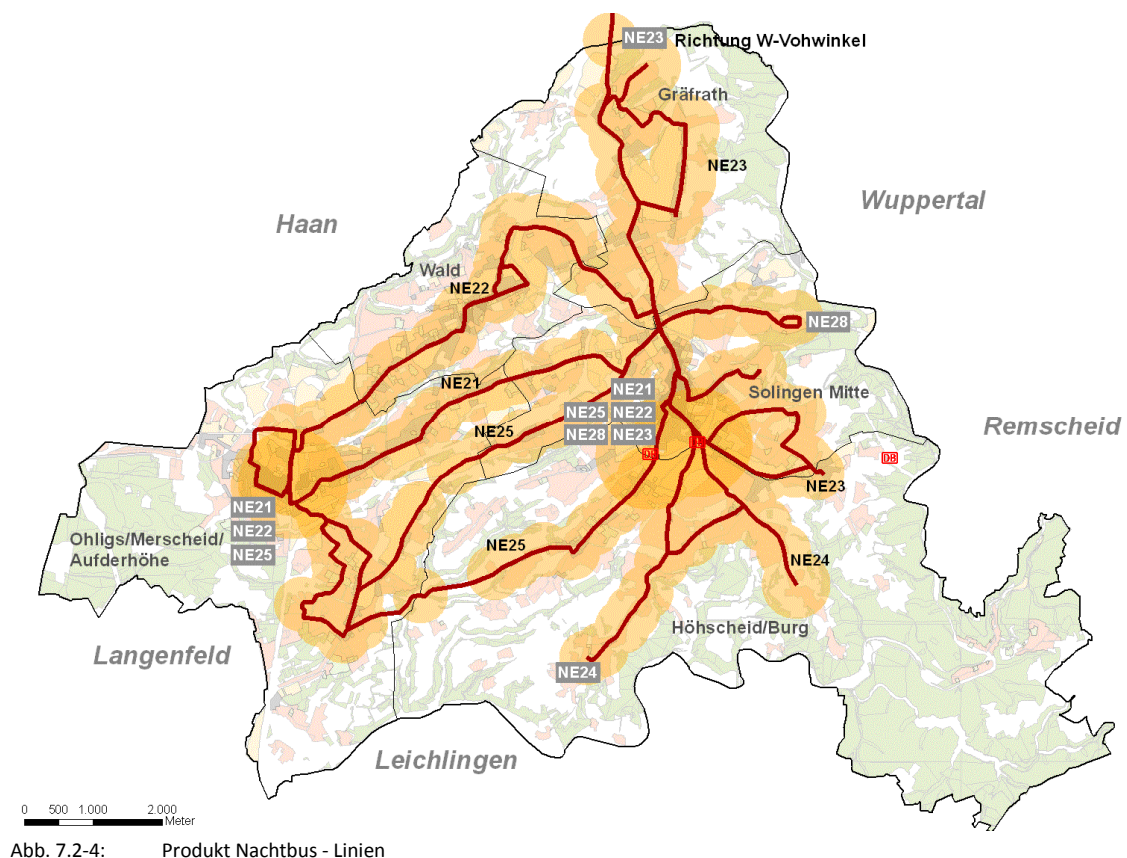 NE23 Richtung W-Vohwinkel
Gräfrath
NE23
Wuppertal
Haan
Wald
NE22
NE28
NE21
NE21
Solingen Mitte
NE25 NE22
NE25
NE28 NE23
Remscheid
DB
DB
NE23
NE21
NE22
NE25
Ohligs/Merscheid/
Aufderhöhe
NE25
NE24
Höhscheid/Burg
Langenfeld
NE24
Leichlingen
0 500 1.000 2.000
Meter
Abb. 7.2-4: Produkt Nachtbus - Linien